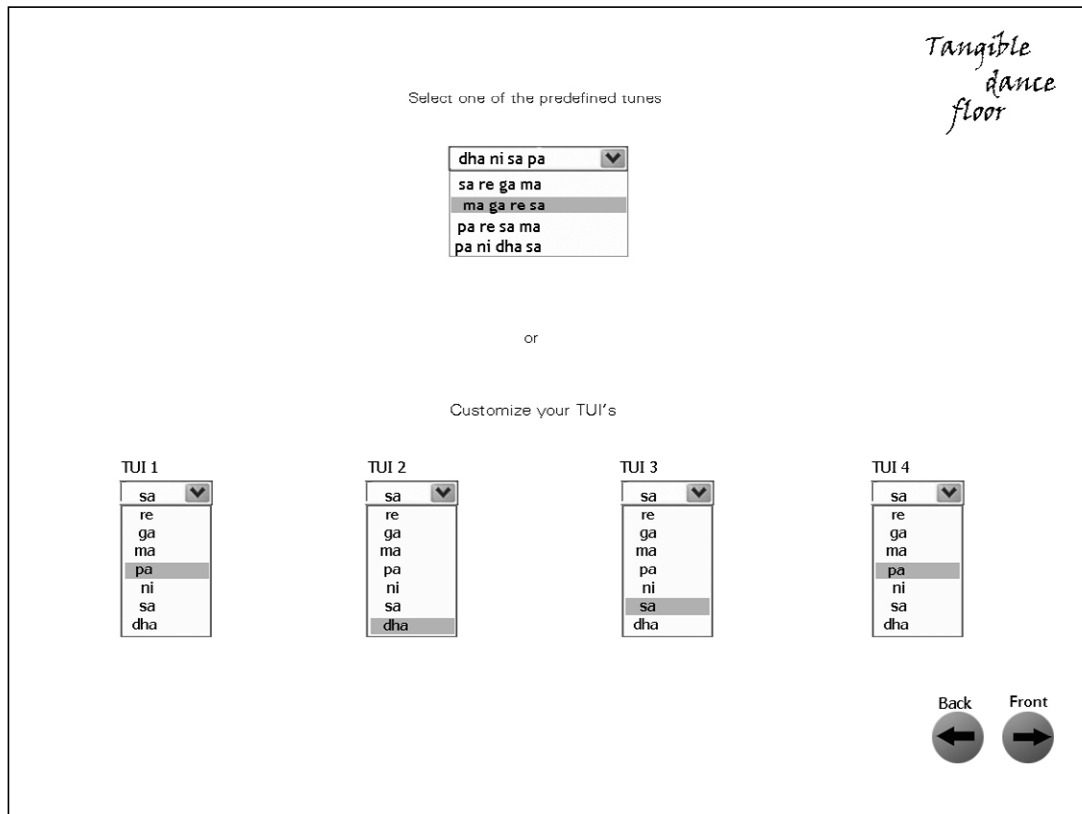 Tangible
dance
floor
Select one of the predefined tunes
dha ni sa pa
sa re ga ma
ma ga re sa
pa re sa ma
pa ni dha sa
or
Customize your TUI's
TUI 1
sa
re
ga
ma
pa
ni
sa
dha
TUI 2
sa
re
ga
ma
pa
ni
sa
dha
TUI 3
sa
re
ga
ma
pa
ni
sa
dha
TUI 4
sa
re
ga
ma
pa
ni
sa
dha
Back
Front